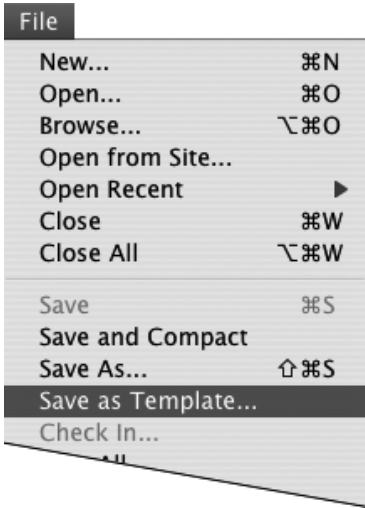 File
New... ⌘N
Open... ⌘O
Browse... ⌥⌘O
Open from Site...
Open Recent ▶
Close ⌘W
Close All ⌥⌘W
Save ⌘S
Save and Compact
Save As... ⇧⌘S
Save as Template...
Check In...